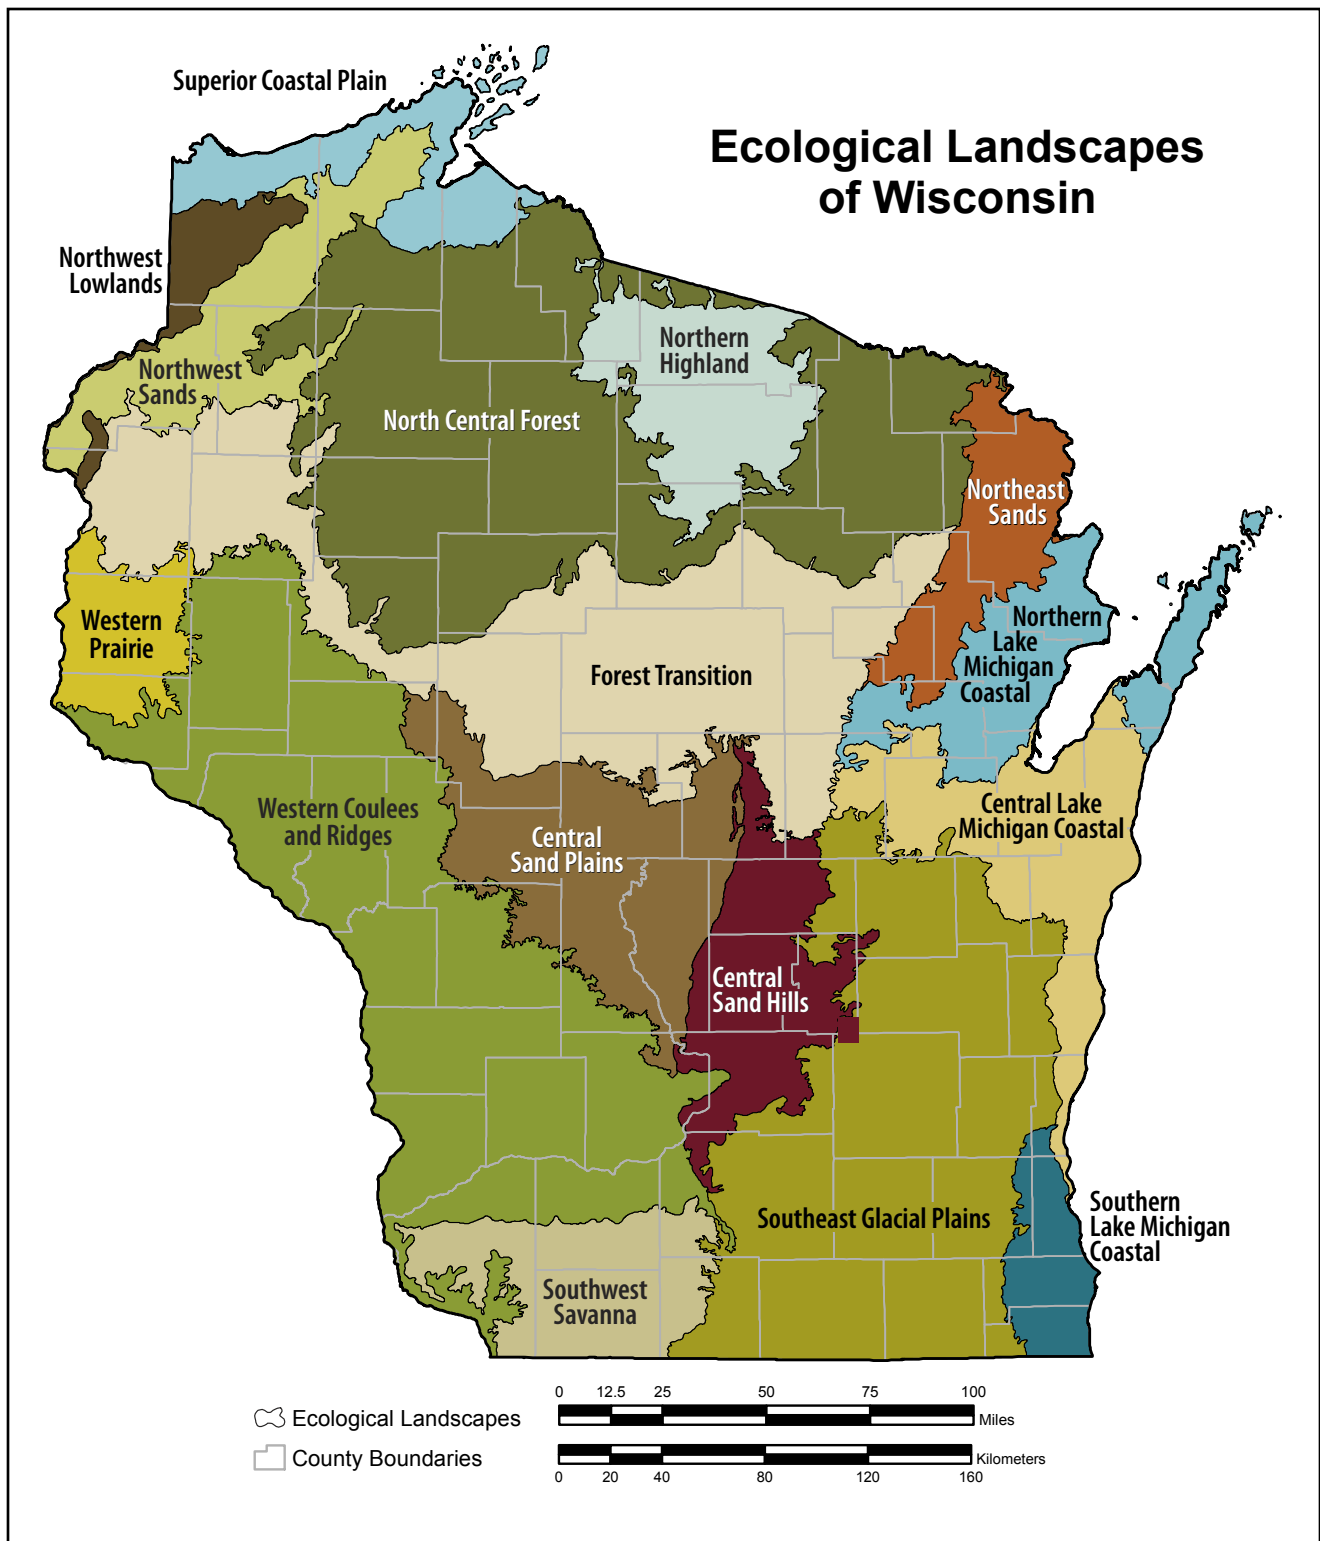 Superior Coastal Plain
Ecological Landscapes
of Wisconsin
Northwest
Lowlands
Northern
Highland
Northwest
Sands
North Central Forest
Northeast
Sands
Western
Prairie
Northern
Lake
Michigan
Coastal
Forest Transition
Western Coulees
and Ridges
Central
Sand Plains
Central Lake
Michigan Coastal
Central
Sand Hills
Southeast Glacial Plains
Southern
Lake Michigan
Coastal
Southwest
Savanna
0 12.5 25 50 75 100
Ecological Landscapes
Miles
County Boundaries
Kilometers
0 20 40 80 120 160